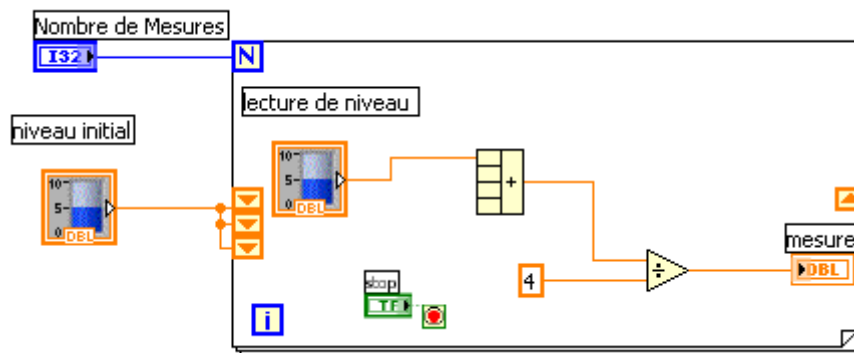 Nombre de Mesures
I32
N
lecture de niveau
niveau initial
10
5
0
DBL
10
5
0
DBL
+
mesure
DBL
÷
4
stop
TF
i